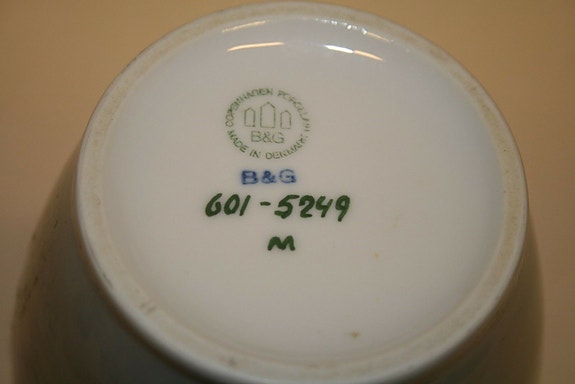 COPENHAGEN PORCELAIN
B&G
MADE IN DENMARK
B&G
601-5249
M